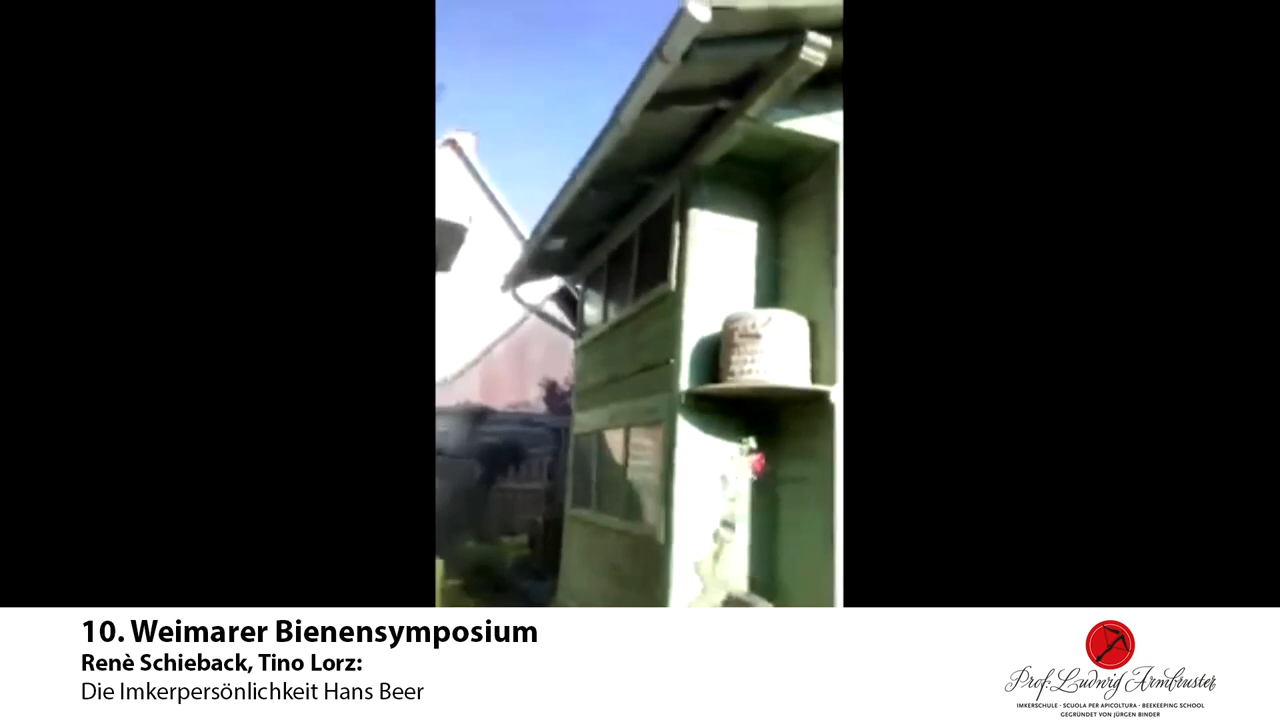 10. Weimarer Bienensymposium
Renè Schieback, Tino Lorz:
Die Imkerpersönlichkeit Hans Beer
Prof. Ludwig Armbruster
IMKERSCHULE · SCUOLA PER APICOLTURA · BEEKEEPING SCHOOL
GEGRÜNDET VON JÜRGEN BINDER